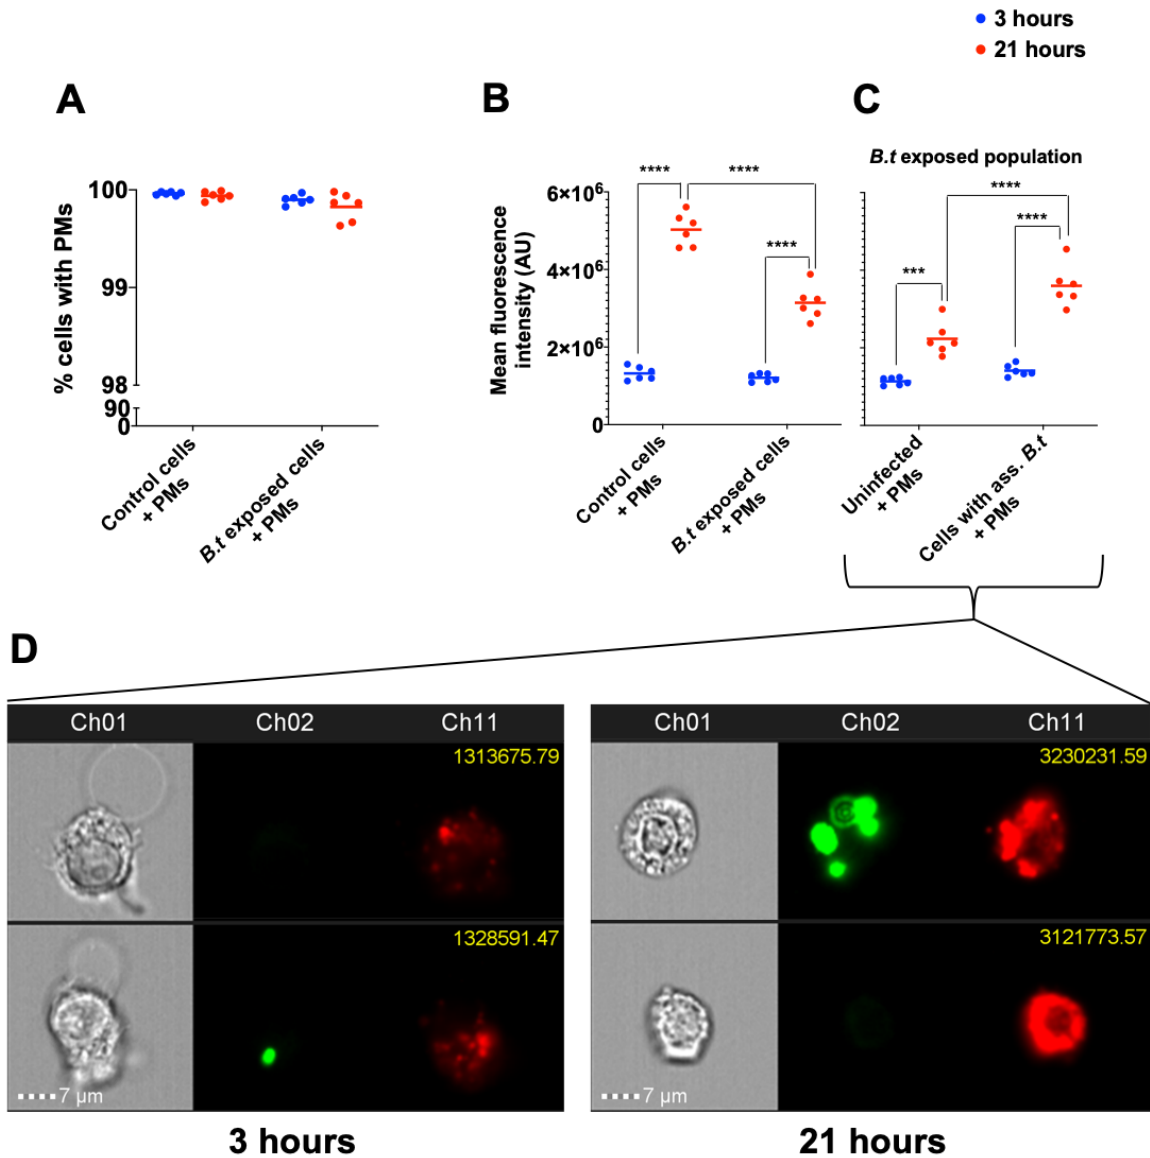 3 hours
21 hours
A
B
C
B.t exposed population
% cells with PMs
100
99
98
90
0
Control cells
+ PMs
B.t exposed cells
+ PMs
Mean fluorescence
intensity (AU)
6×10⁶
4×10⁶
2×10⁶
0
****
****
****
Control cells
+ PMs
B.t exposed cells
+ PMs
****
****
***
Uninfected
+ PMs
Cells with ass. B.t
+ PMs
D
Ch01 Ch02 Ch11
1313675.79
1328591.47
7 µm
3 hours
Ch01 Ch02 Ch11
3230231.59
3121773.57
7 µm
21 hours